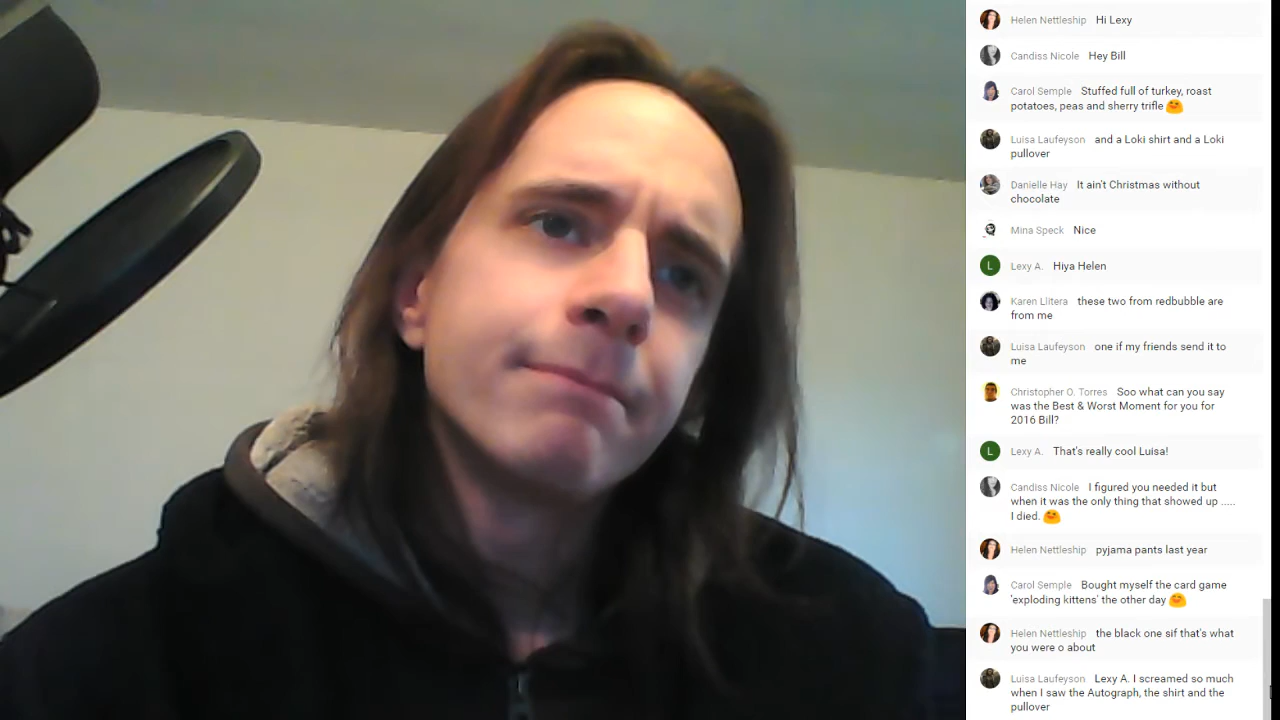 Helen Nettleship Hi Lexy
Candiss Nicole Hey Bill
Carol Semple Stuffed full of turkey, roast
potatoes, peas and sherry trifle
Luisa Laufeyson and a Loki shirt and a Loki
pullover
Danielle Hay It ain't Christmas without
chocolate
Mina Speck Nice
L Lexy A. Hiya Helen
Karen Llitera these two from redbubble are
from me
Luisa Laufeyson one if my friends send it to
me
Christopher O. Torres Soo what can you say
was the Best & Worst Moment for you for
2016 Bill?
L Lexy A. That's really cool Luisa!
Candiss Nicole I figured you needed it but
when it was the only thing that showed up .....
I died.
Helen Nettleship pyjama pants last year
Carol Semple Bought myself the card game
'exploding kittens' the other day
Helen Nettleship the black one sif that's what
you were o about
Luisa Laufeyson Lexy A. I screamed so much
when I saw the Autograph, the shirt and the
pullover